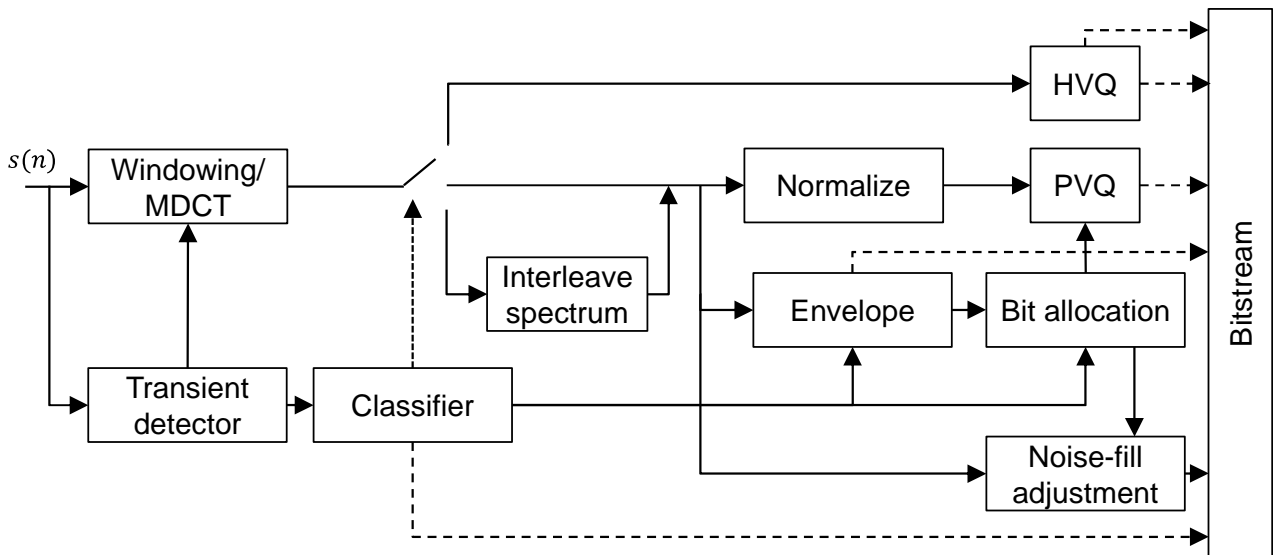 HVQ
s(n)
Windowing/
MDCT
Normalize
PVQ
Interleave
spectrum
Envelope
Bit allocation
Bitstream
Transient
detector
Classifier
Noise-fill
adjustment